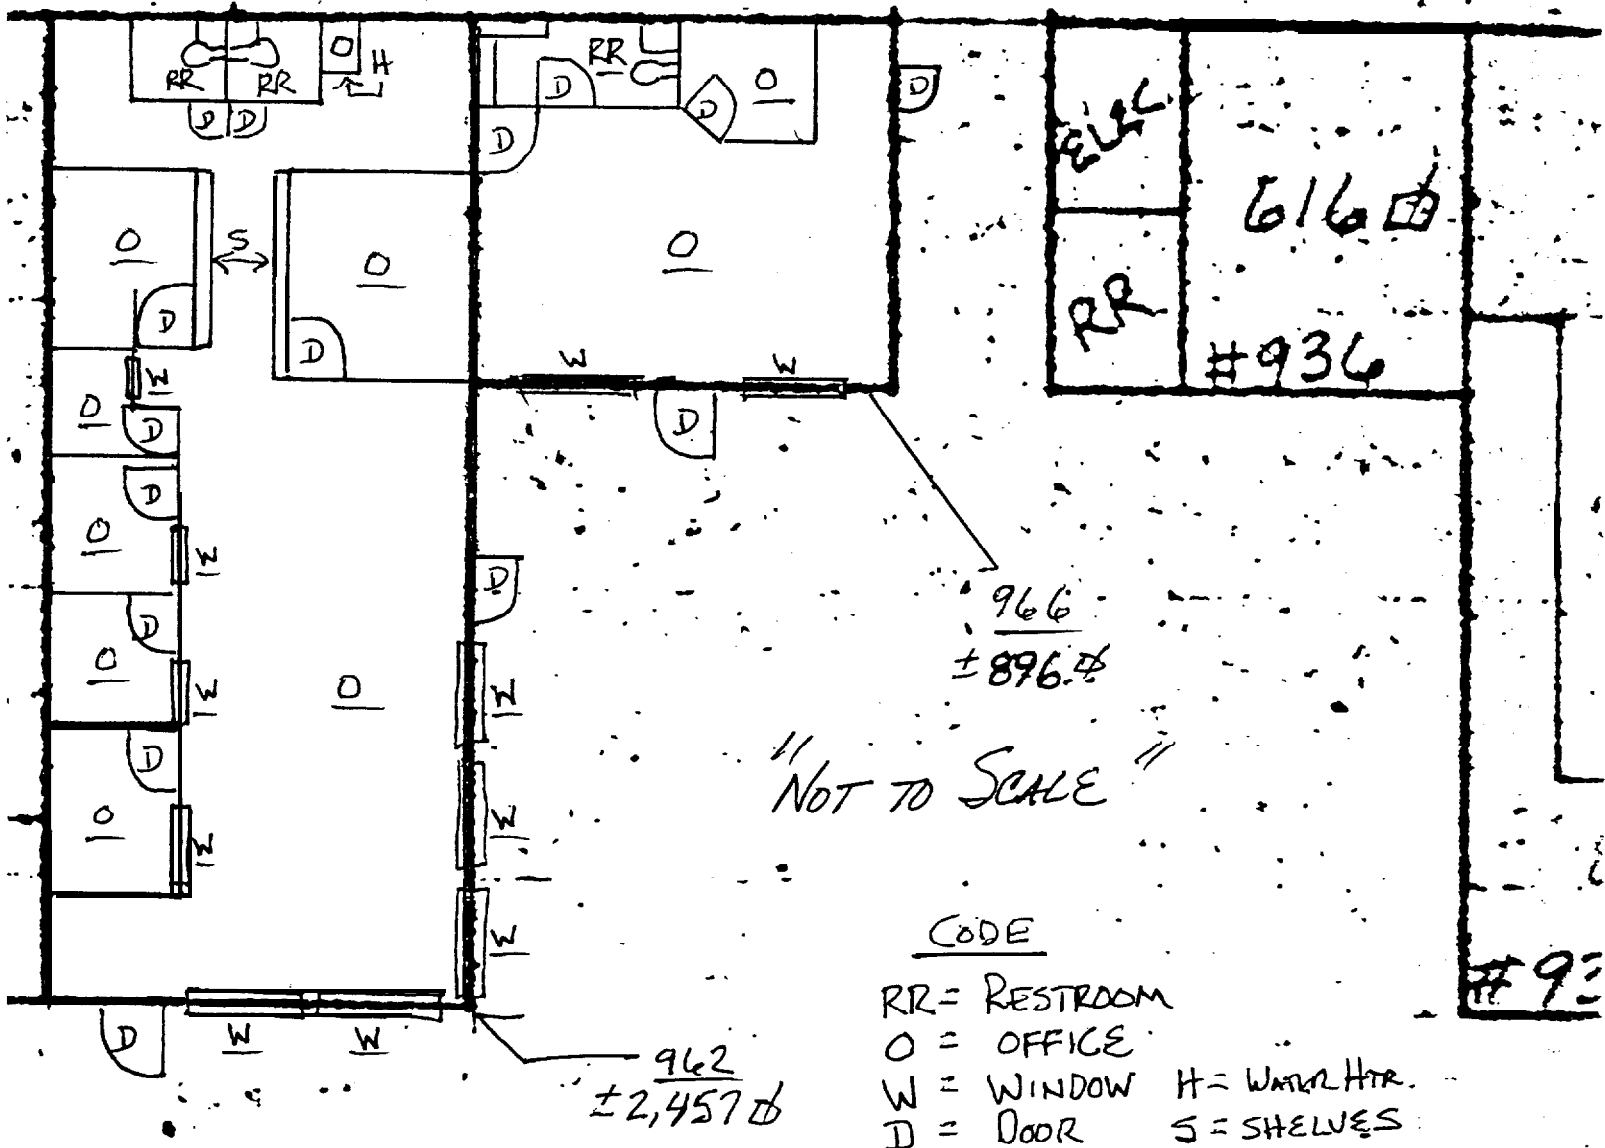 O
H
RR
RR
D D
RR
D
O
D
D
D
ELEC
616 ⌀
RR
#936
O
S
O
O
D
D
W
O
D
W
W
D
D
O
W
D
966
±896.⌀
D
O
W
O
W
D
O
W
W
W
W
"NOT TO SCALE"
CODE
RR = RESTROOM
O = OFFICE
W = WINDOW H = WATER HTR.
D = DOOR S = SHELVES
D
W W
962
±2,457 ⌀
#93